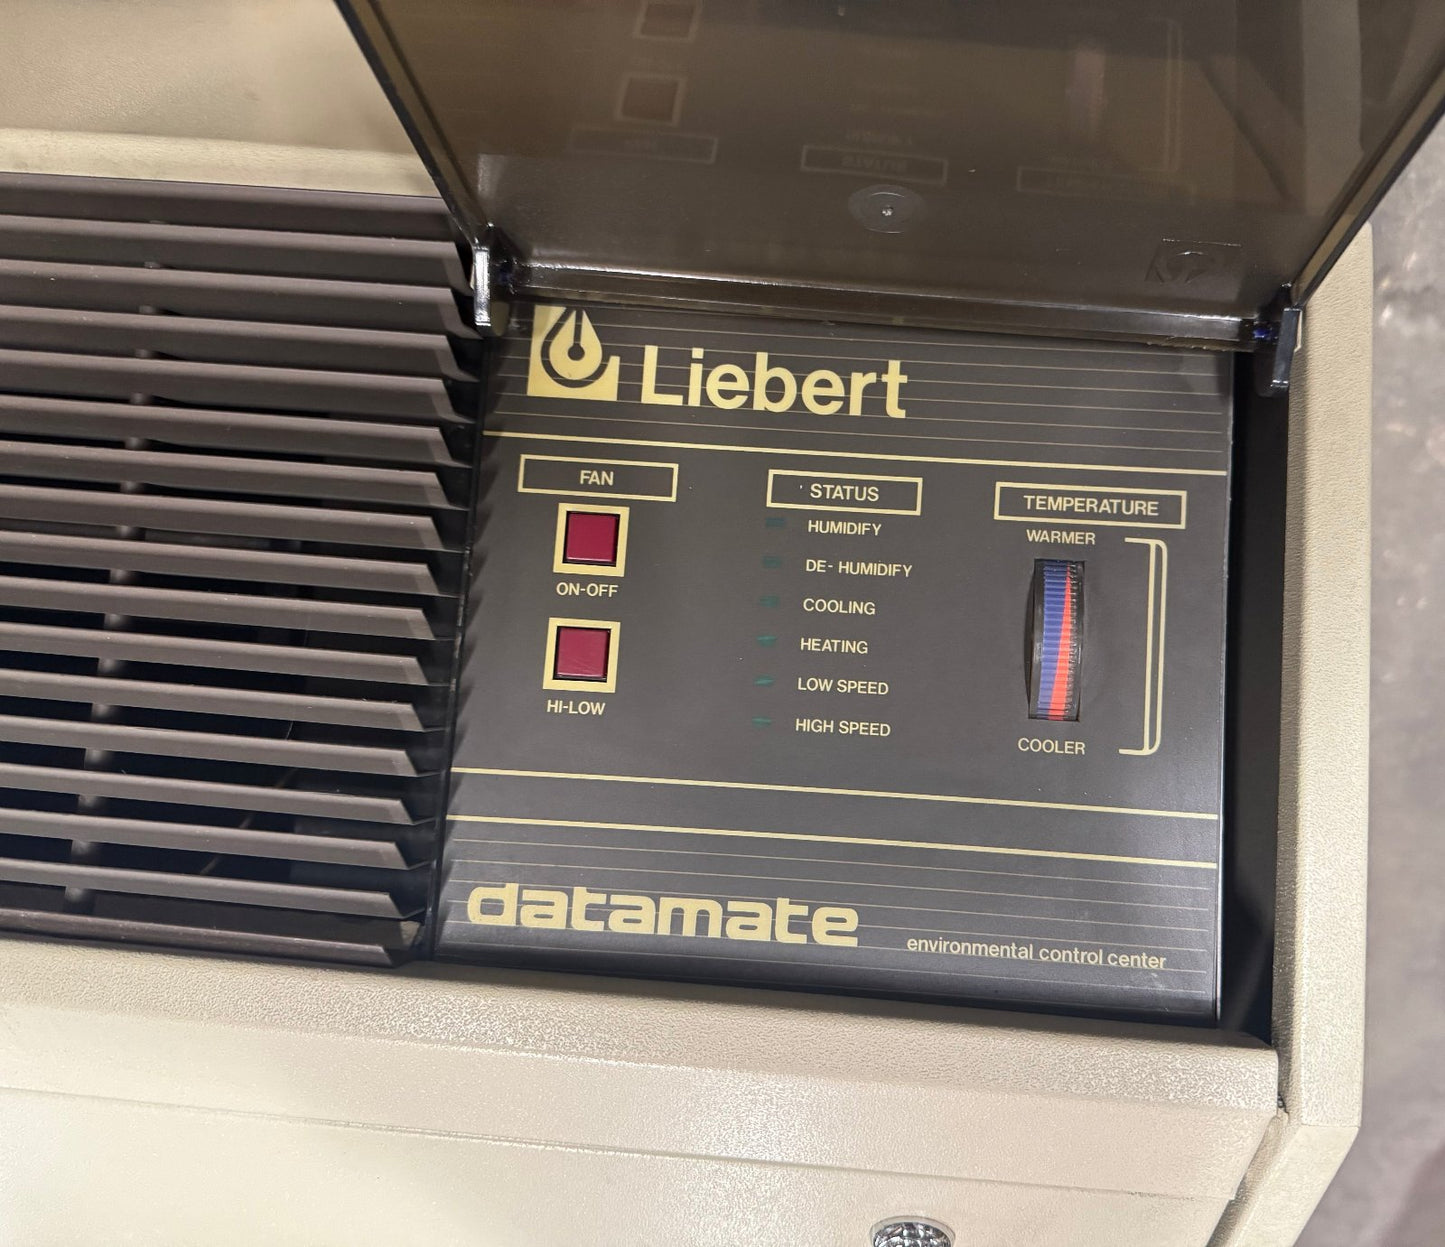 Liebert
FAN
ON-OFF
HI-LOW
STATUS
HUMIDIFY
DE- HUMIDIFY
COOLING
HEATING
LOW SPEED
HIGH SPEED
TEMPERATURE
WARMER
COOLER
datamate
environmental control center